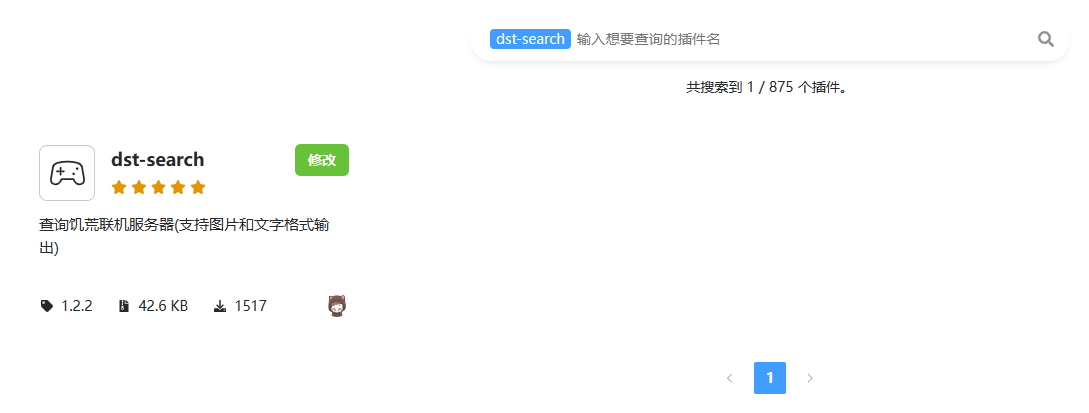 dst-search 输入想要查询的插件名
共搜索到 1 / 875 个插件。
dst-search
修改
查询饥荒联机服务器(支持图片和文字格式输
出)
1.2.2 42.6 KB 1517
1